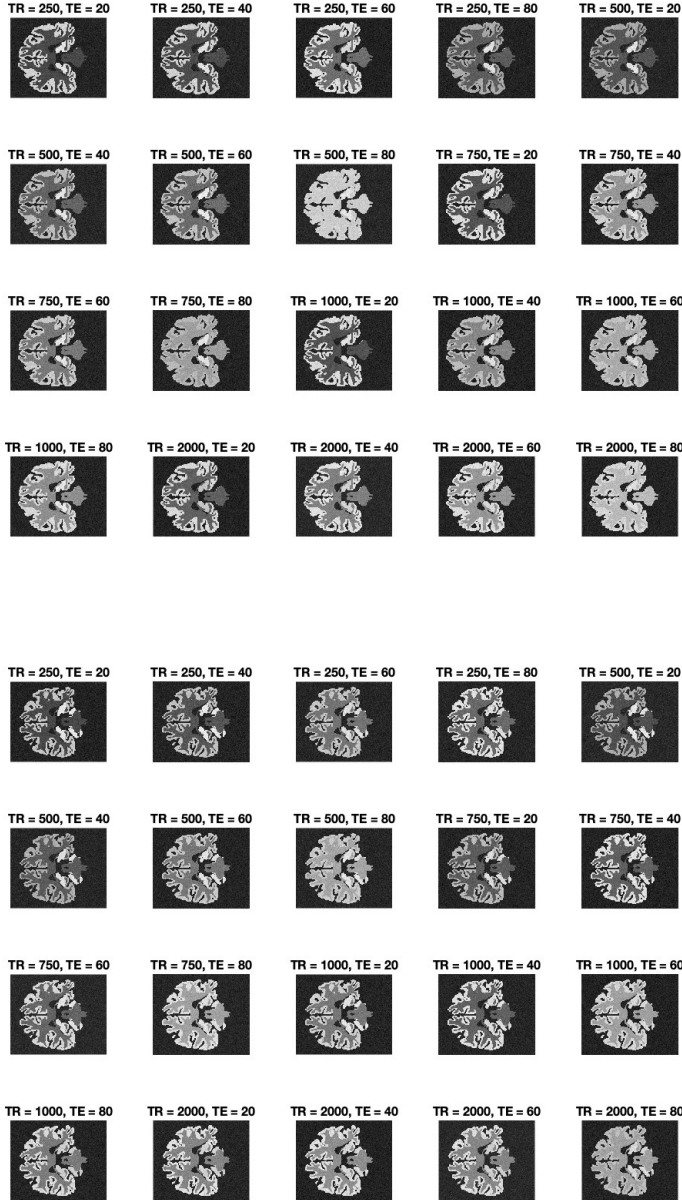 TR = 250, TE = 20 TR = 250, TE = 40 TR = 250, TE = 60 TR = 250, TE = 80 TR = 500, TE = 20
TR = 500, TE = 40 TR = 500, TE = 60 TR = 500, TE = 80 TR = 750, TE = 20 TR = 750, TE = 40
TR = 750, TE = 60 TR = 750, TE = 80 TR = 1000, TE = 20 TR = 1000, TE = 40 TR = 1000, TE = 60
TR = 1000, TE = 80 TR = 2000, TE = 20 TR = 2000, TE = 40 TR = 2000, TE = 60 TR = 2000, TE = 80
TR = 250, TE = 20 TR = 250, TE = 40 TR = 250, TE = 60 TR = 250, TE = 80 TR = 500, TE = 20
TR = 500, TE = 40 TR = 500, TE = 60 TR = 500, TE = 80 TR = 750, TE = 20 TR = 750, TE = 40
TR = 750, TE = 60 TR = 750, TE = 80 TR = 1000, TE = 20 TR = 1000, TE = 40 TR = 1000, TE = 60
TR = 1000, TE = 80 TR = 2000, TE = 20 TR = 2000, TE = 40 TR = 2000, TE = 60 TR = 2000, TE = 80